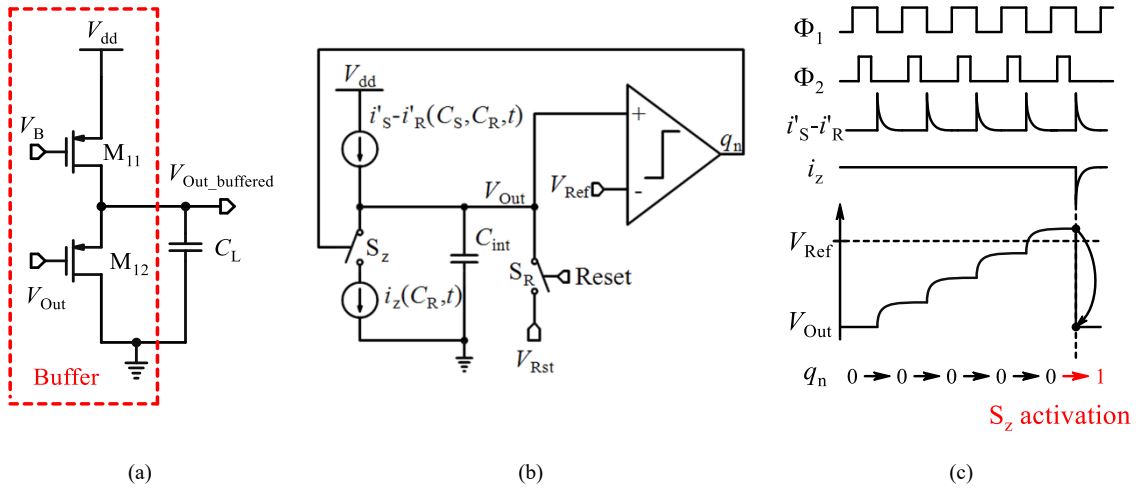 V_dd
V_B
M_11
V_Out_buffered
M_12
C_L
V_Out
Buffer
(a)
V_dd
i'_S-i'_R(C_S,C_R,t)
q_n
+
V_Ref
-
V_Out
S_z
C_int
S_R
Reset
i_z(C_R,t)
V_Rst
(b)
Φ_1
Φ_2
i'_S-i'_R
i_z
V_Ref
V_Out
q_n 0 → 0 → 0 → 0 → 0 → 1
S_z activation
(c)